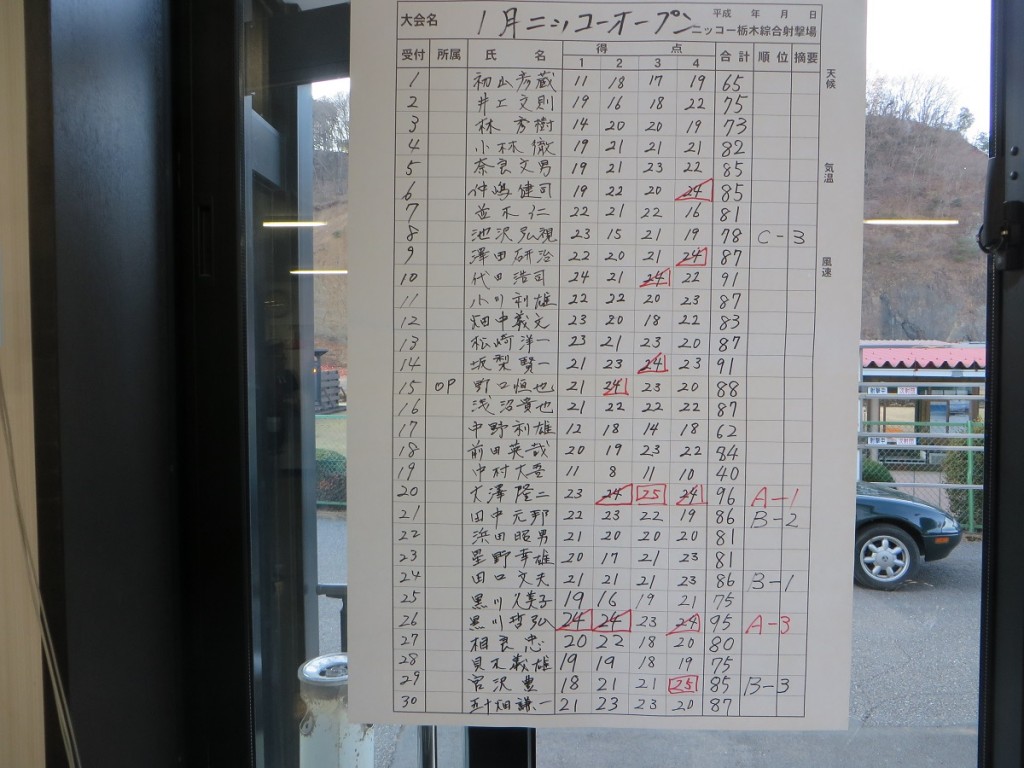 大会名 1月ニッコーオープン 平成 年 月 日
ニッコー栃木綜合射撃場
受付 所属 氏 名 得 点 合計 順位 摘要
1 2 3 4
1 初山彦蔵 11 18 17 19 65
2 井上文則 19 16 18 22 75
3 林秀樹 14 20 20 19 73
4 小林徹 19 21 21 21 82
5 奈良文男 19 21 23 22 85
6 仲嶋健司 19 22 20 24 85
7 並木仁 22 21 22 16 81
8 池沢弘視 23 15 21 19 78 C-3
9 澤田研治 22 20 21 24 87
10 代田浩司 24 21 24 22 91
11 小川利雄 22 22 20 23 87
12 畑中義文 23 20 18 22 83
13 松崎洋一 23 21 23 20 87
14 坂梨賢一 21 23 24 23 91
15 OP 野口恒也 21 24 23 20 88
16 浅沼貴也 21 22 22 22 87
17 中野利雄 12 18 14 18 62
18 前田英哉 20 19 23 22 84
19 中村大吾 11 8 11 10 40
20 大澤隆二 23 24 25 24 96 A-1
21 田中元邦 22 23 22 19 86 B-2
22 浜田昭男 21 20 20 20 81
23 星野幸雄 20 17 21 23 81
24 田口文夫 21 21 21 23 86 B-1
25 黒川久美子 19 16 19 21 75
26 黒川哲弘 24 24 23 24 95 A-3
27 相良忠 20 22 18 20 80
28 貝木義雄 19 19 18 19 75
29 宮沢豊 18 21 21 25 85 B-3
30 五十畑謙一 21 23 23 20 87
天候
気温
風速